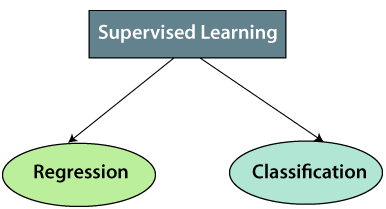 Supervised Learning
Regression
Classification